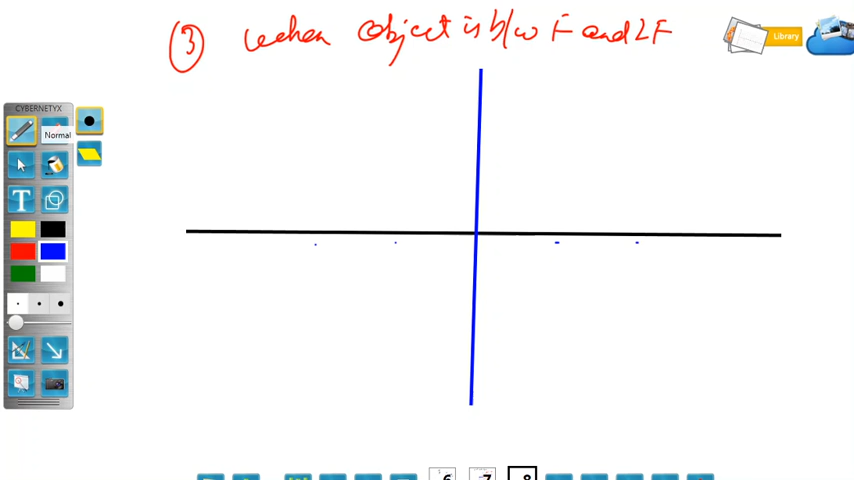 ③ when object is b/w F and 2F
Library
CYBERNETYX
Normal
T
6 7 8